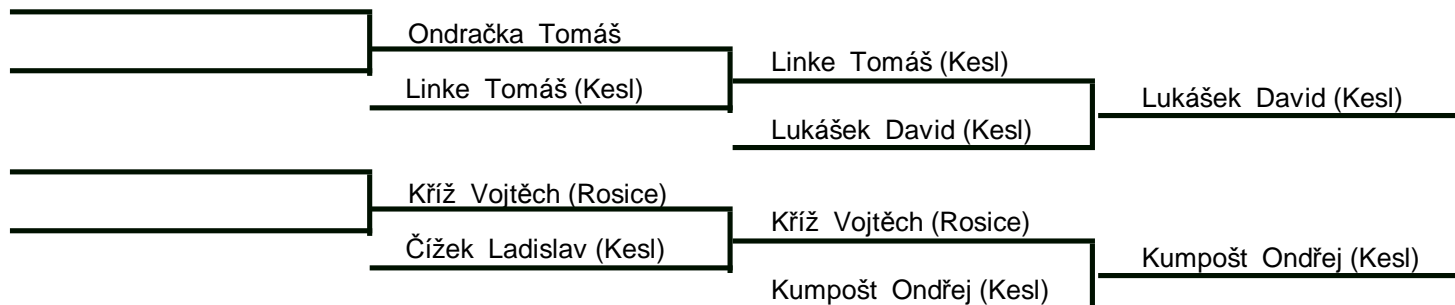 Ondračka Tomáš
Linke Tomáš (Kesl)
Linke Tomáš (Kesl)
Lukášek David (Kesl)
Lukášek David (Kesl)
Kříž Vojtěch (Rosice)
Čížek Ladislav (Kesl)
Kříž Vojtěch (Rosice)
Kumpošt Ondřej (Kesl)
Kumpošt Ondřej (Kesl)